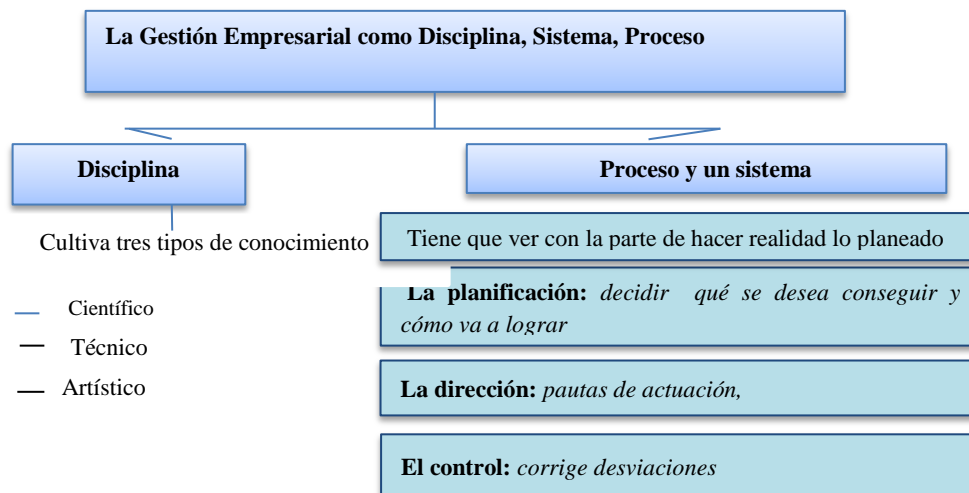 La Gestión Empresarial como Disciplina, Sistema, Proceso
Disciplina
Cultiva tres tipos de conocimiento
Científico
Técnico
Artístico
Proceso y un sistema
Tiene que ver con la parte de hacer realidad lo planeado
La planificación: decidir qué se desea conseguir y
cómo va a lograr
La dirección: pautas de actuación,
El control: corrige desviaciones